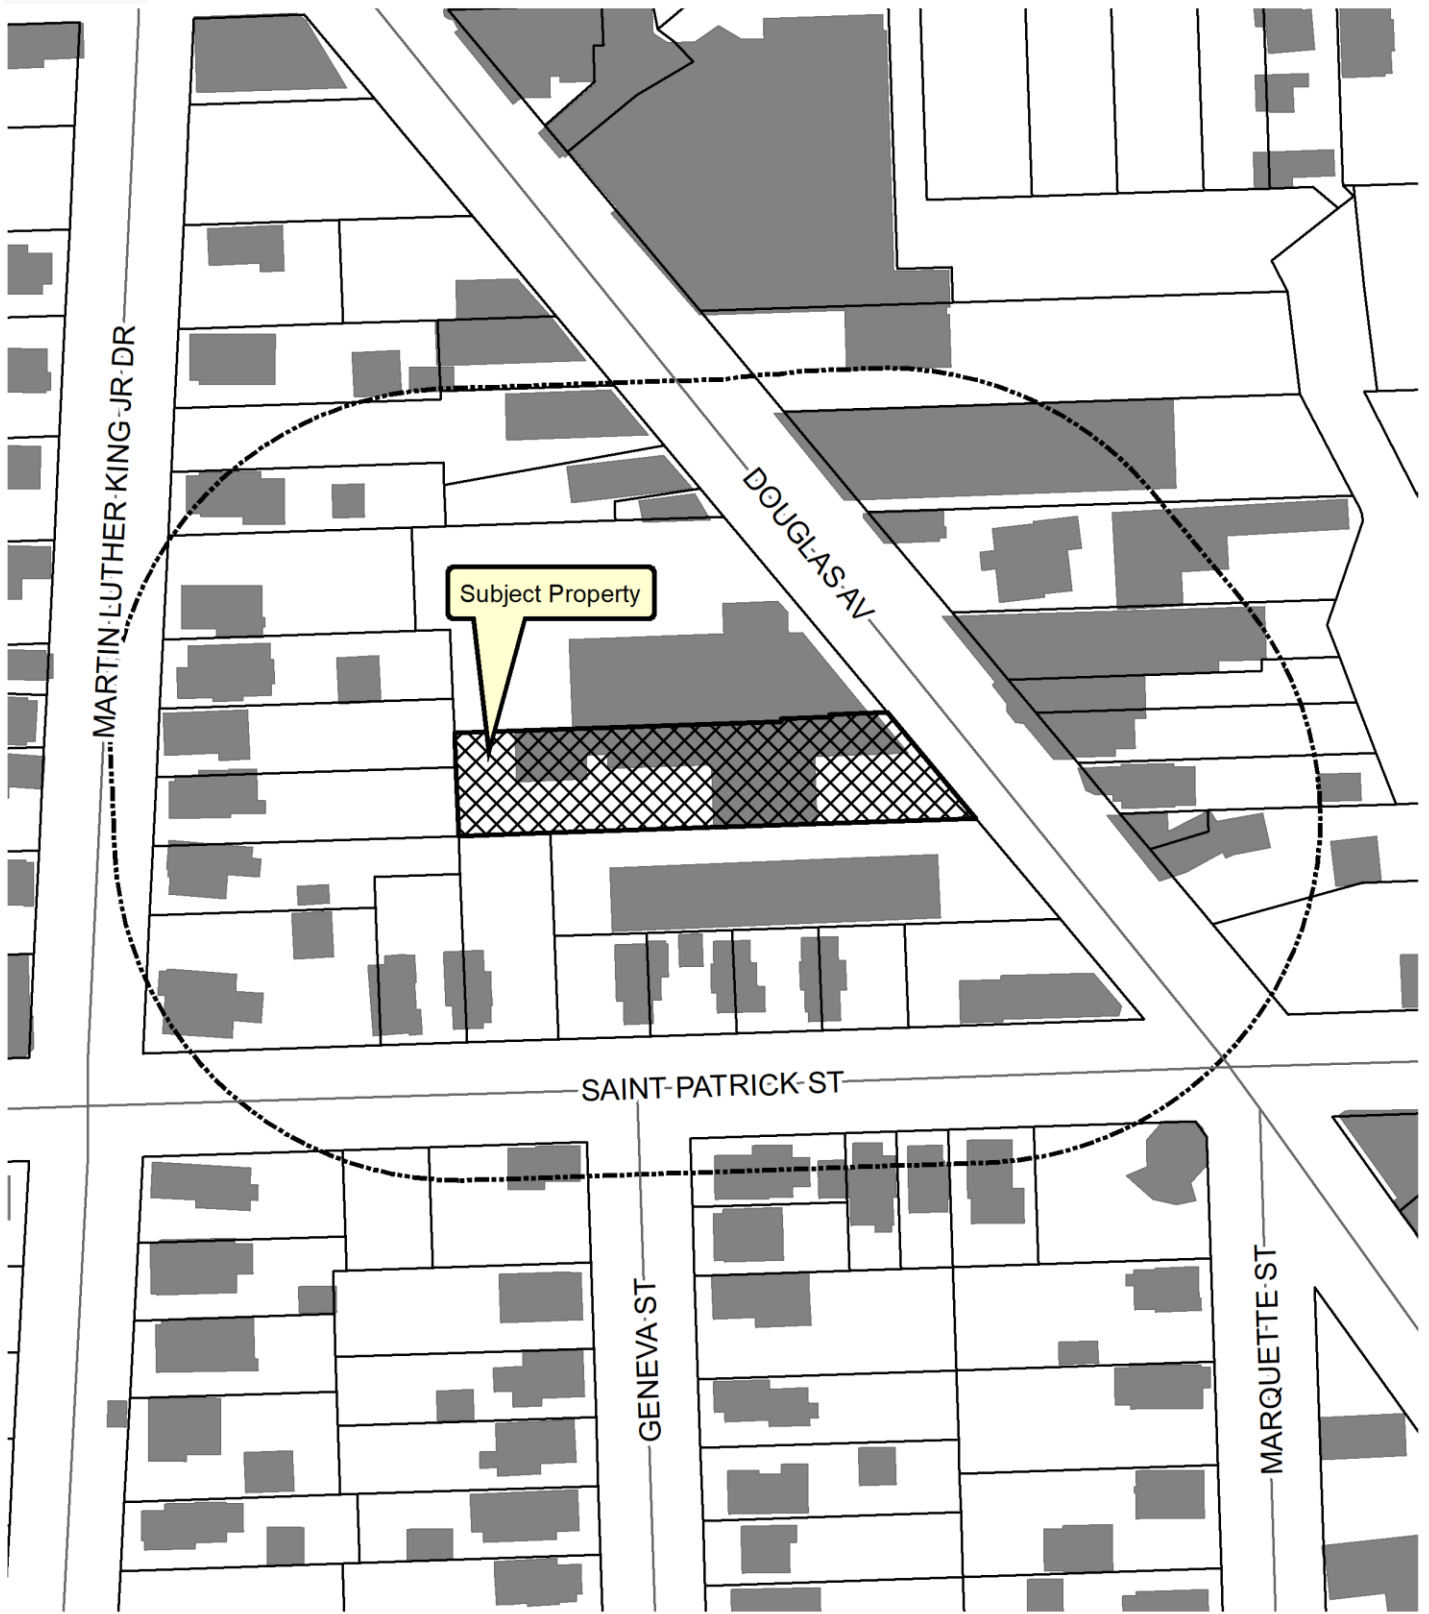 MARTIN LUTHER KING JR DR
DOUGLAS AV
Subject Property
SAINT PATRICK ST
GENEVA ST
MARQUETTE ST